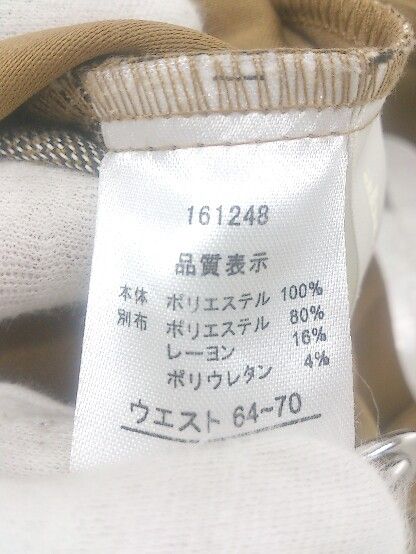 161248
品質表示
本体 ポリエステル 100%
別布 ポリエステル 80%
レーヨン 16%
ポリウレタン 4%
ウエスト 64~70